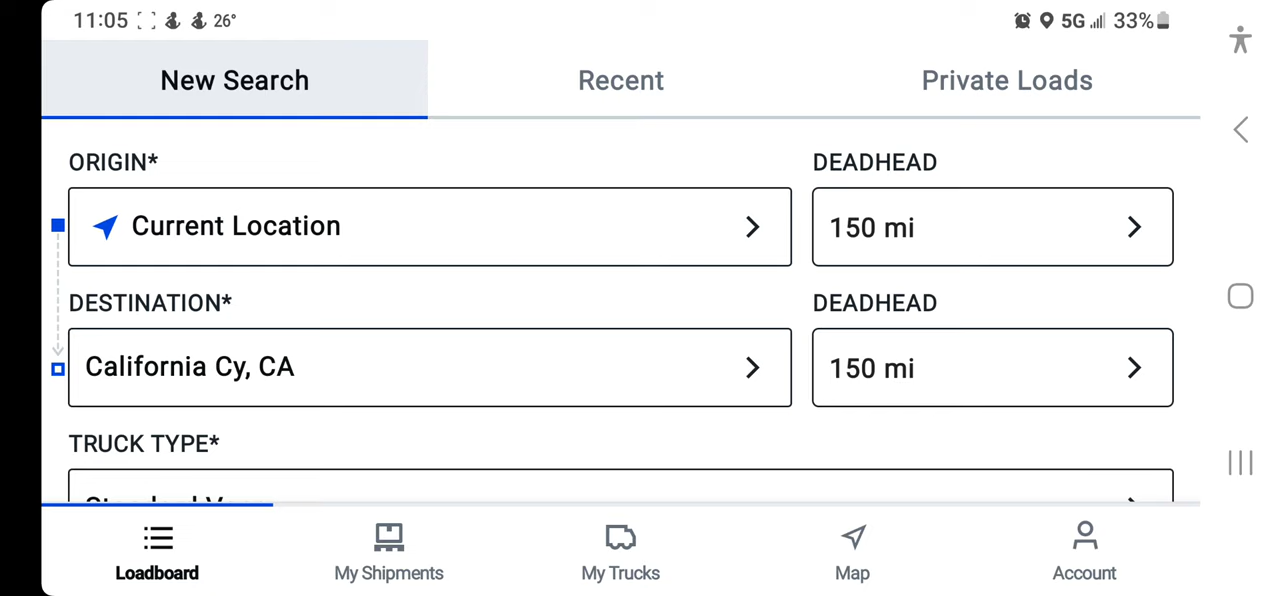 11:05 26° 5G 33%
New Search Recent Private Loads
ORIGIN* DEADHEAD
Current Location 150 mi
DESTINATION* DEADHEAD
California Cy, CA 150 mi
TRUCK TYPE*
Loadboard My Shipments My Trucks Map Account